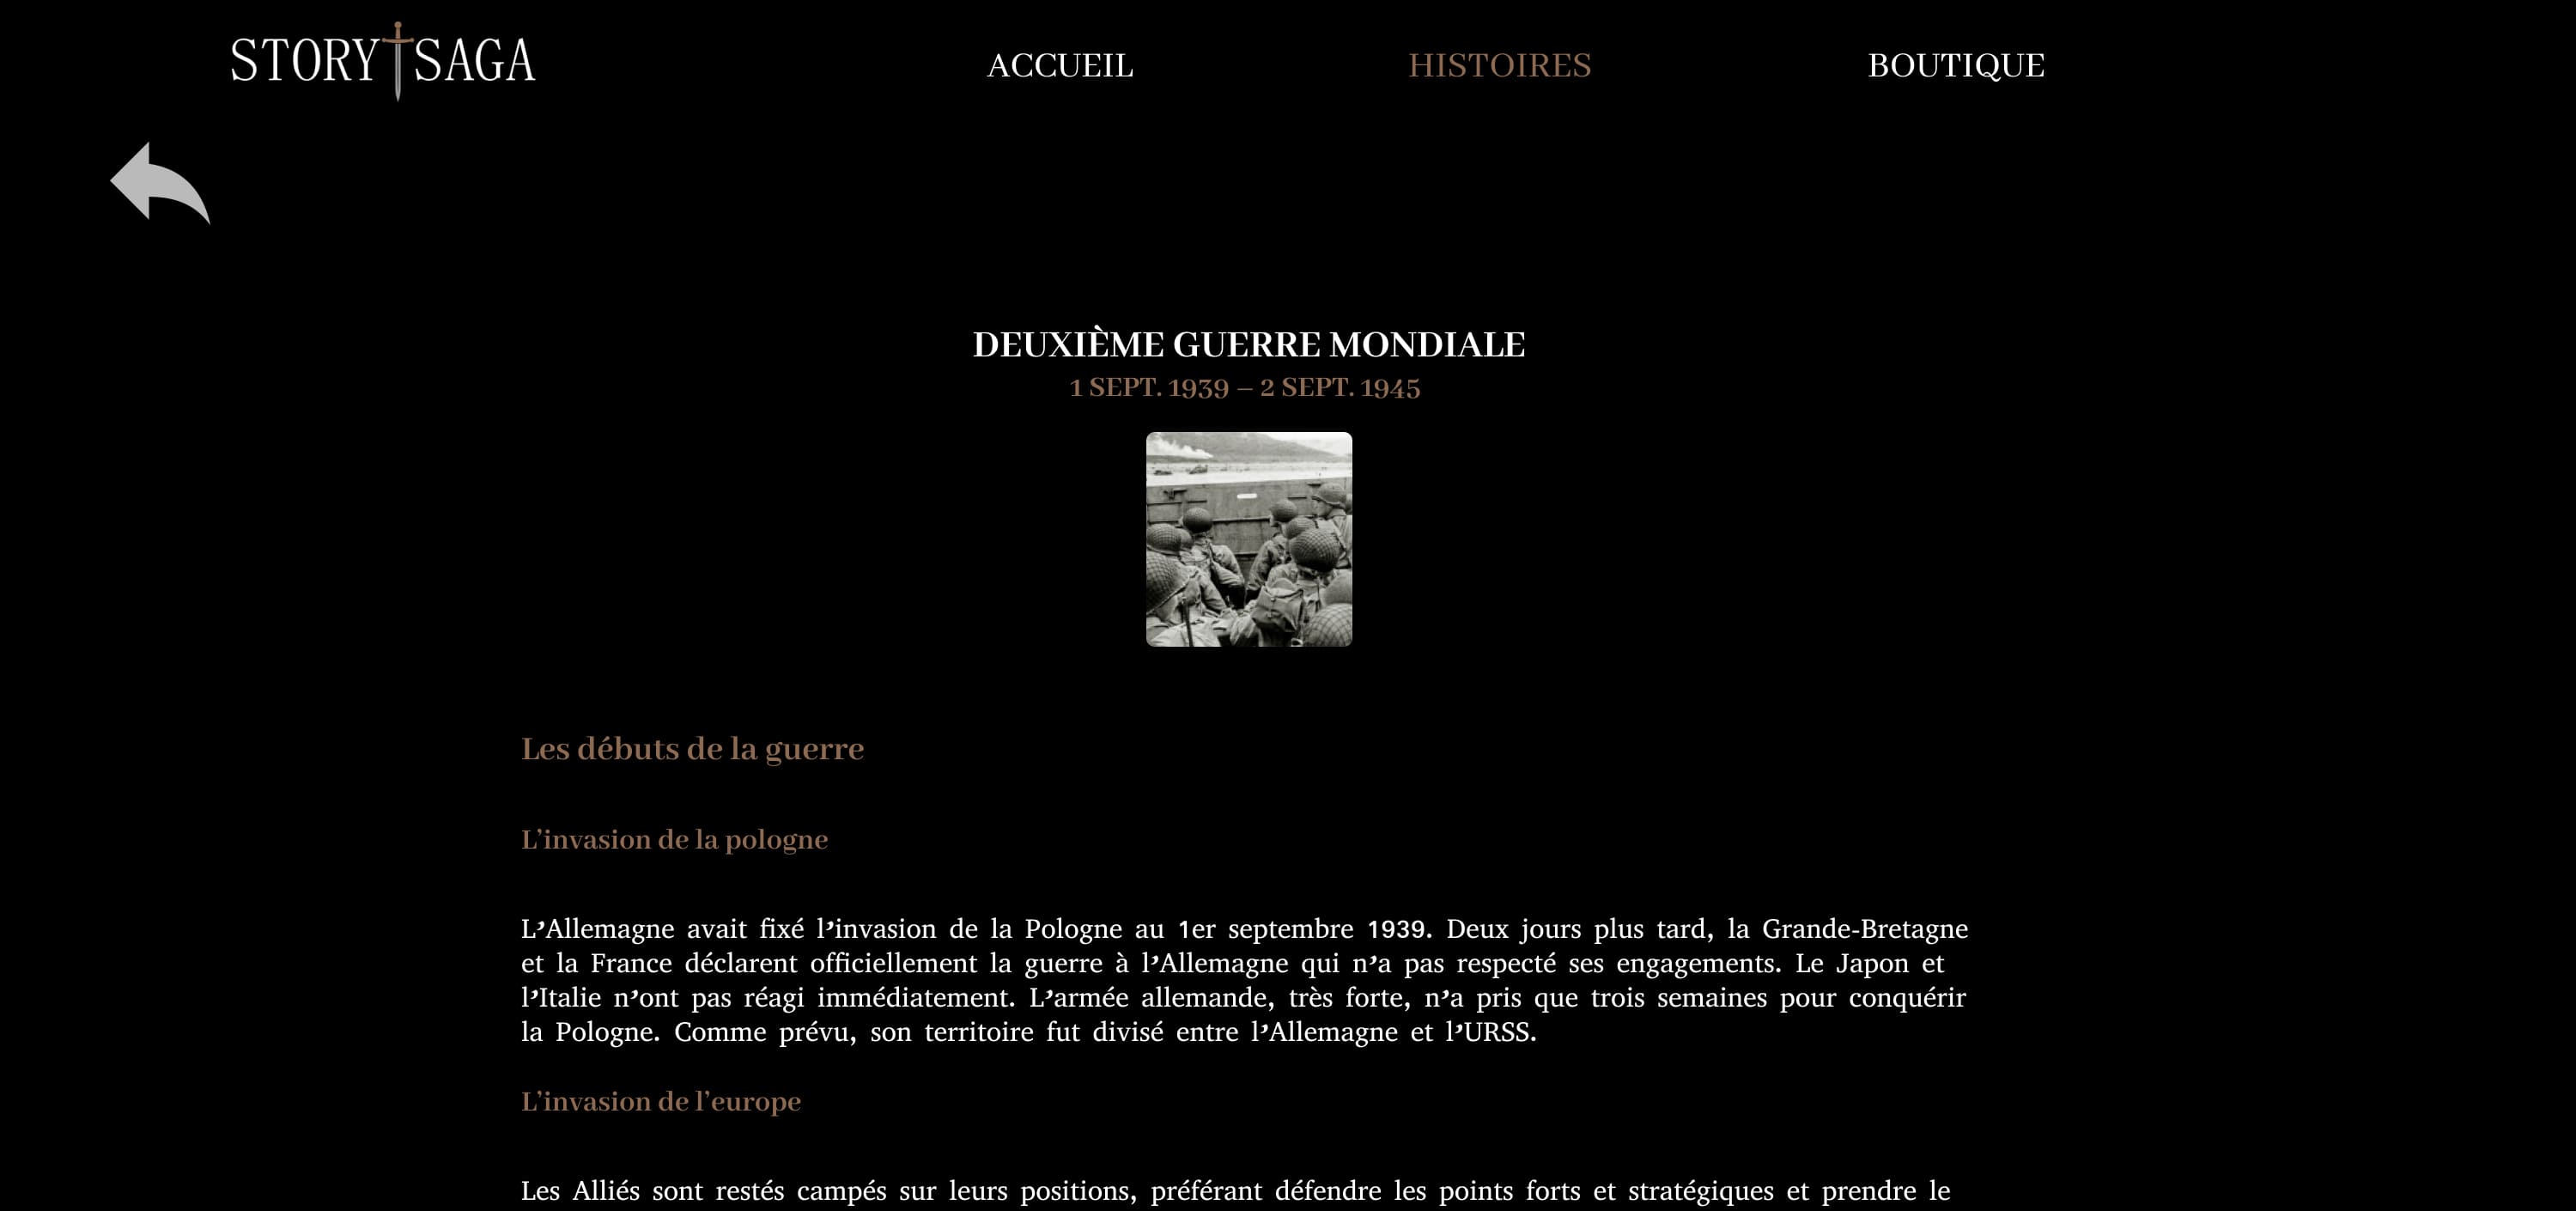 STORY SAGA
ACCUEIL
HISTOIRES
BOUTIQUE
DEUXIÈME GUERRE MONDIALE
1 SEPT. 1939 – 2 SEPT. 1945
Les débuts de la guerre
L’invasion de la pologne
L’Allemagne avait fixé l’invasion de la Pologne au 1er septembre 1939. Deux jours plus tard, la Grande-Bretagne
et la France déclarent officiellement la guerre à l’Allemagne qui n’a pas respecté ses engagements. Le Japon et
l’Italie n’ont pas réagi immédiatement. L’armée allemande, très forte, n’a pris que trois semaines pour conquérir
la Pologne. Comme prévu, son territoire fut divisé entre l’Allemagne et l’URSS.
L’invasion de l’europe
Les Alliés sont restés campés sur leurs positions, préférant défendre les points forts et stratégiques et prendre le